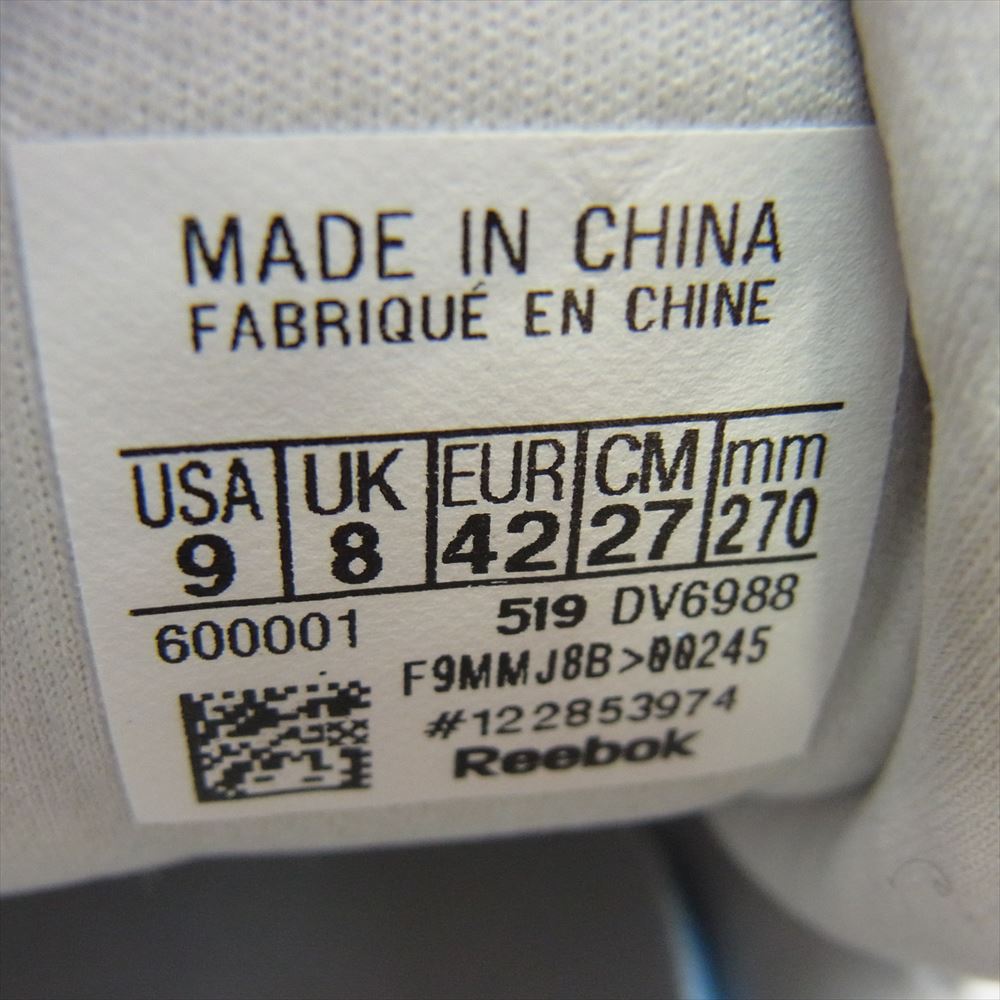 MADE IN CHINA
FABRIQUÉ EN CHINE
USA UK EUR CM mm
9 8 42 27 270
600001 519 DV6988
F9MMJ8B>00245
#122853974
Reebok